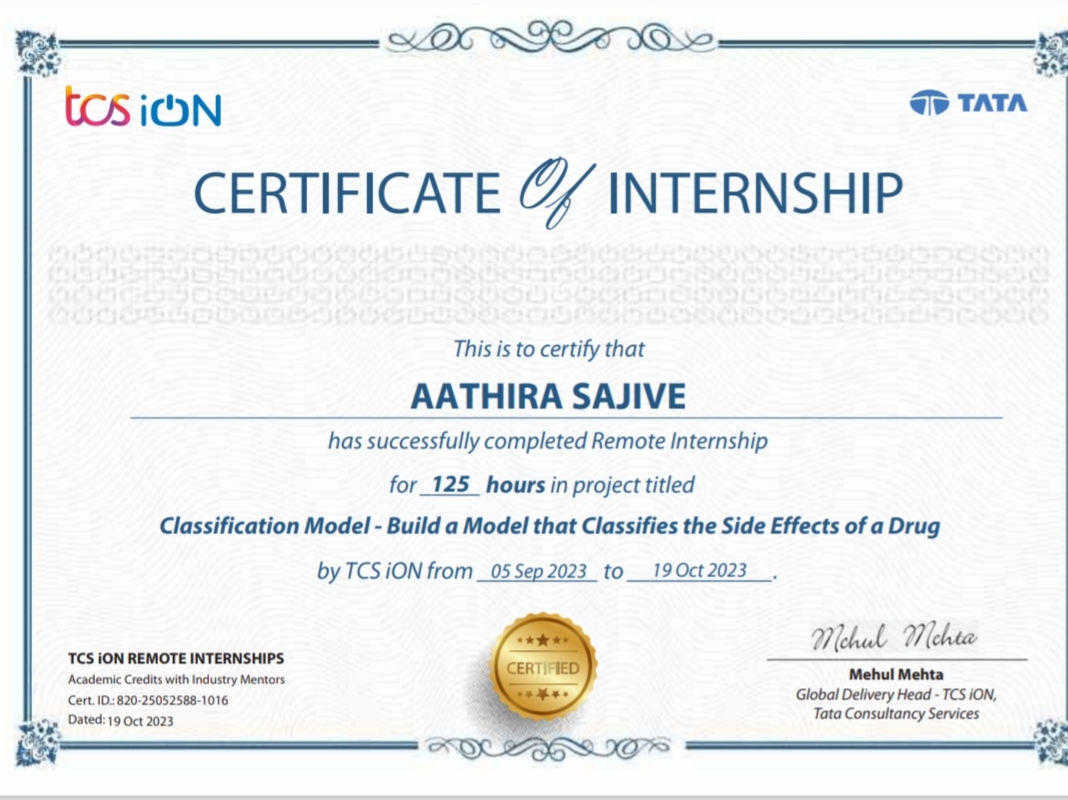 tcs iON
TATA
CERTIFICATE Of INTERNSHIP
This is to certify that
AATHIRA SAJIVE
has successfully completed Remote Internship
for 125 hours in project titled
Classification Model - Build a Model that Classifies the Side Effects of a Drug
by TCS iON from 05 Sep 2023 to 19 Oct 2023.
CERTIFIED
TCS iON REMOTE INTERNSHIPS
Academic Credits with Industry Mentors
Cert. ID.: 820-25052588-1016
Dated: 19 Oct 2023
Mehul Mehta
Mehul Mehta
Global Delivery Head - TCS iON,
Tata Consultancy Services